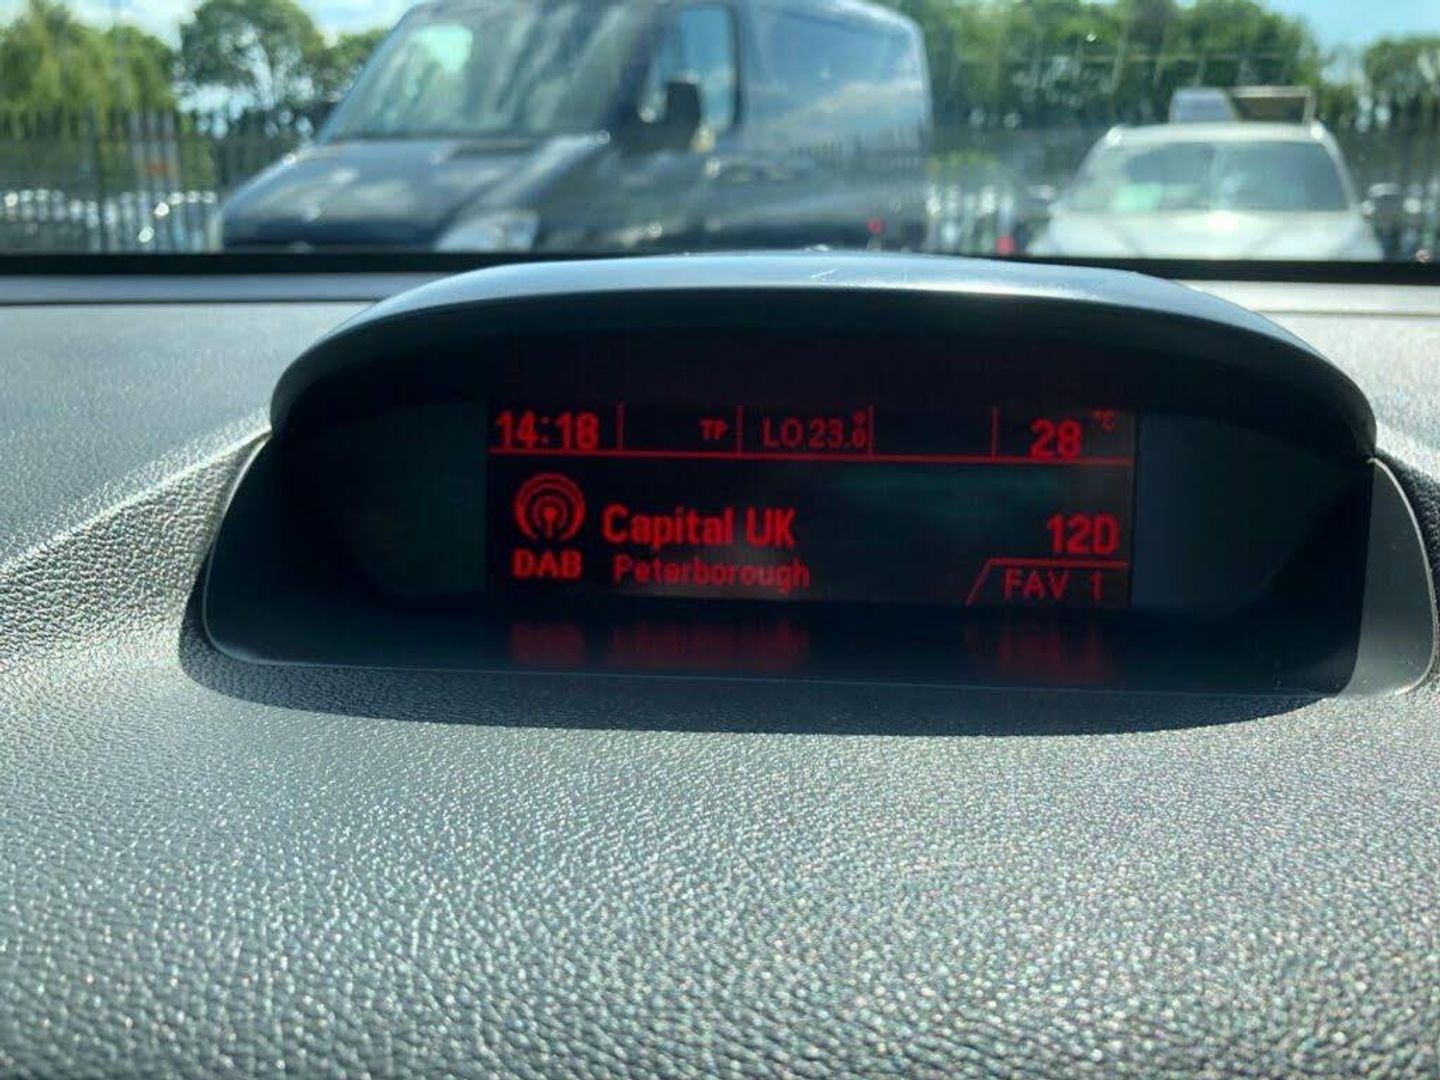 14:18 TP LO 23.0 28 °C
Capital UK 12D
DAB Peterborough FAV 1